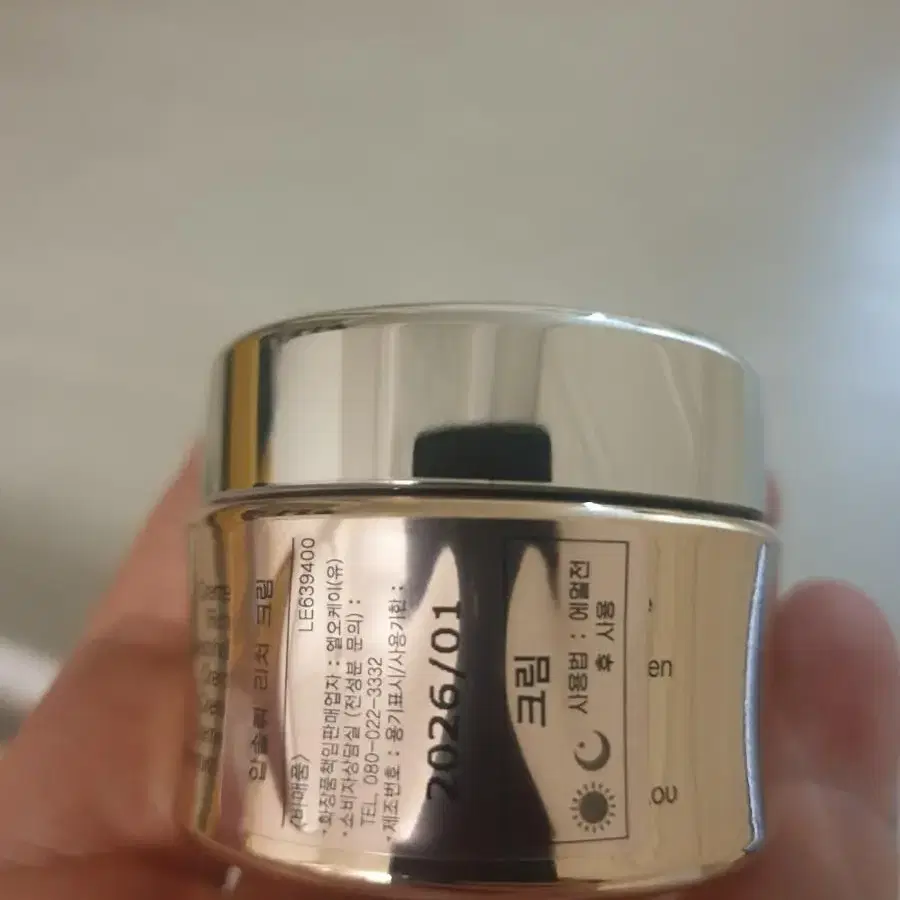 압솔뤼 리치 크림
LE639400
<비매품>
•화장품책임판매업자 : 엘오케이(유)
•소비자상담실 (전성분 문의) :
TEL. 080-022-3332
•제조번호 : 용기표시/사용기한 :
2026/01
크림
사용법 : 에멀전
후 사용
en